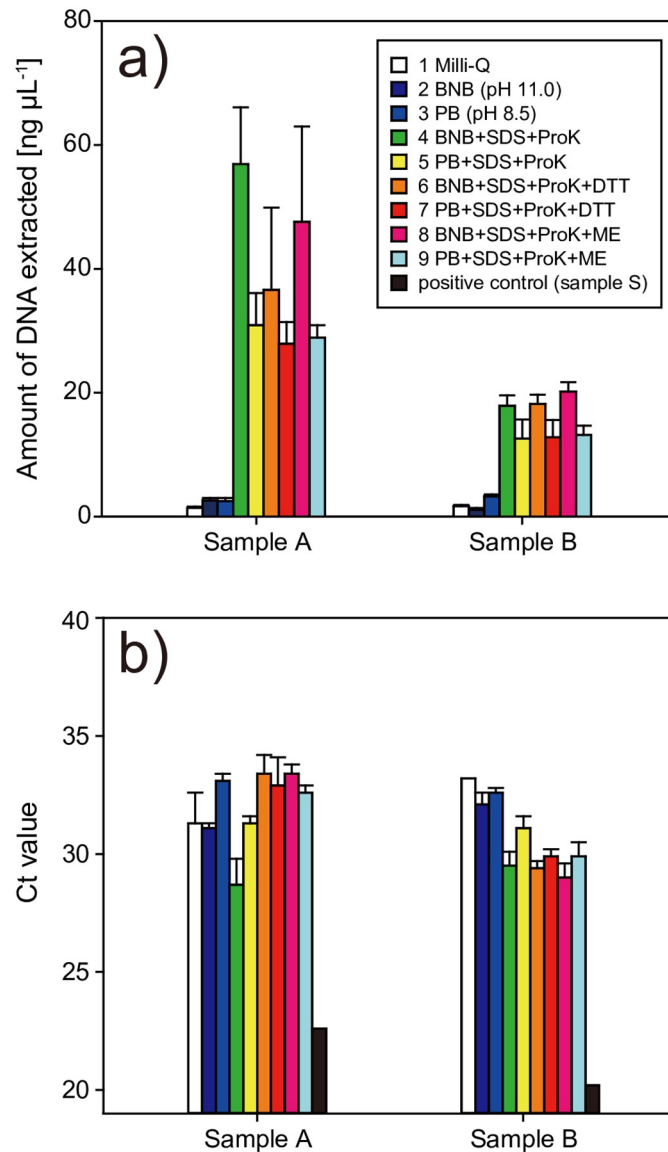 a)
80
60
40
20
0
Amount of DNA extracted [ng µL⁻¹]
1 Milli-Q
2 BNB (pH 11.0)
3 PB (pH 8.5)
4 BNB+SDS+ProK
5 PB+SDS+ProK
6 BNB+SDS+ProK+DTT
7 PB+SDS+ProK+DTT
8 BNB+SDS+ProK+ME
9 PB+SDS+ProK+ME
positive control (sample S)
Sample A
Sample B
b)
40
35
30
25
20
Ct value
Sample A
Sample B